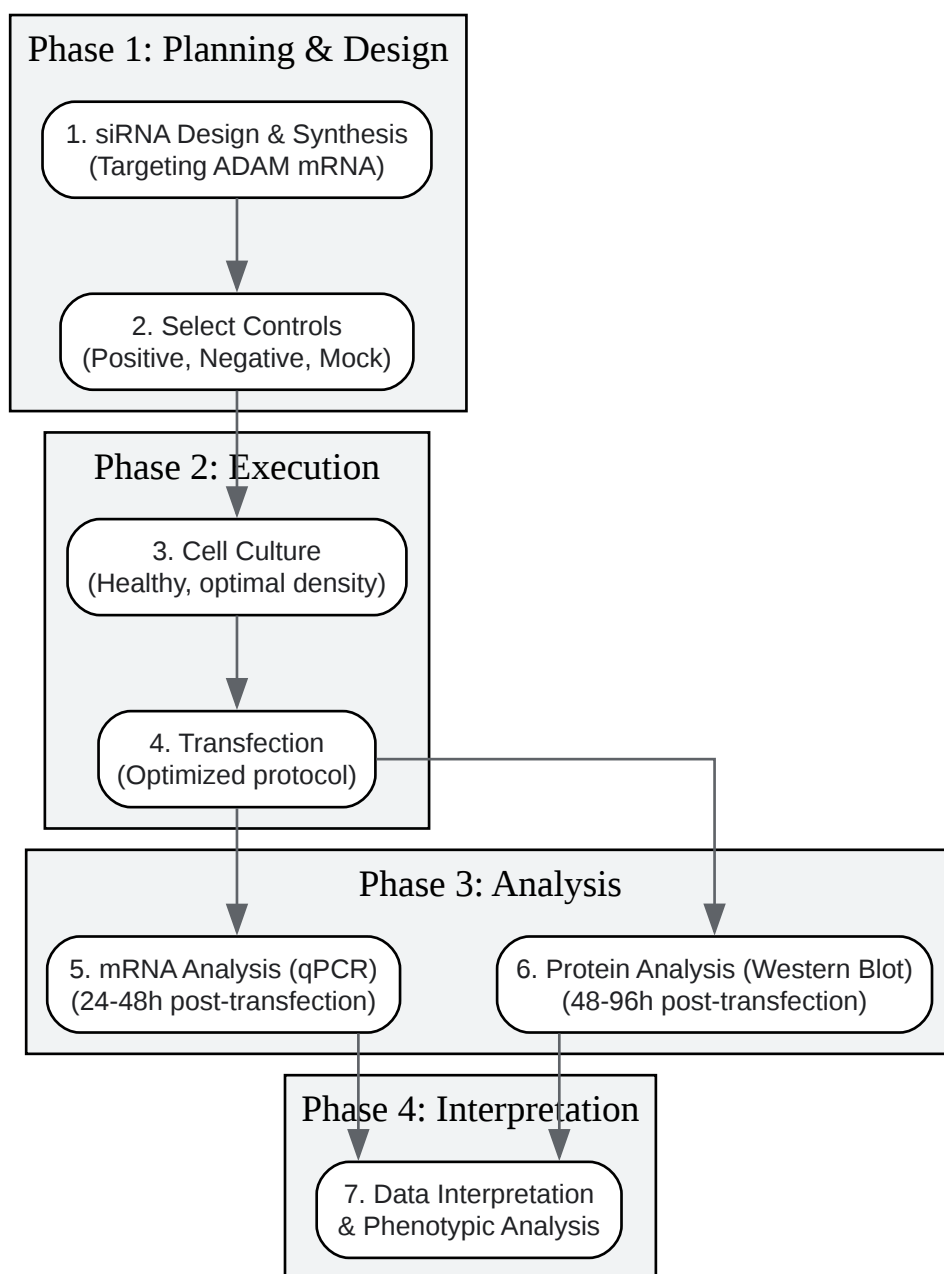 Phase 1: Planning & Design
1. siRNA Design & Synthesis
(Targeting ADAM mRNA)
2. Select Controls
(Positive, Negative, Mock)
Phase 2: Execution
3. Cell Culture
(Healthy, optimal density)
4. Transfection
(Optimized protocol)
Phase 3: Analysis
5. mRNA Analysis (qPCR)
(24-48h post-transfection)
6. Protein Analysis (Western Blot)
(48-96h post-transfection)
Phase 4: Interpretation
7. Data Interpretation
& Phenotypic Analysis